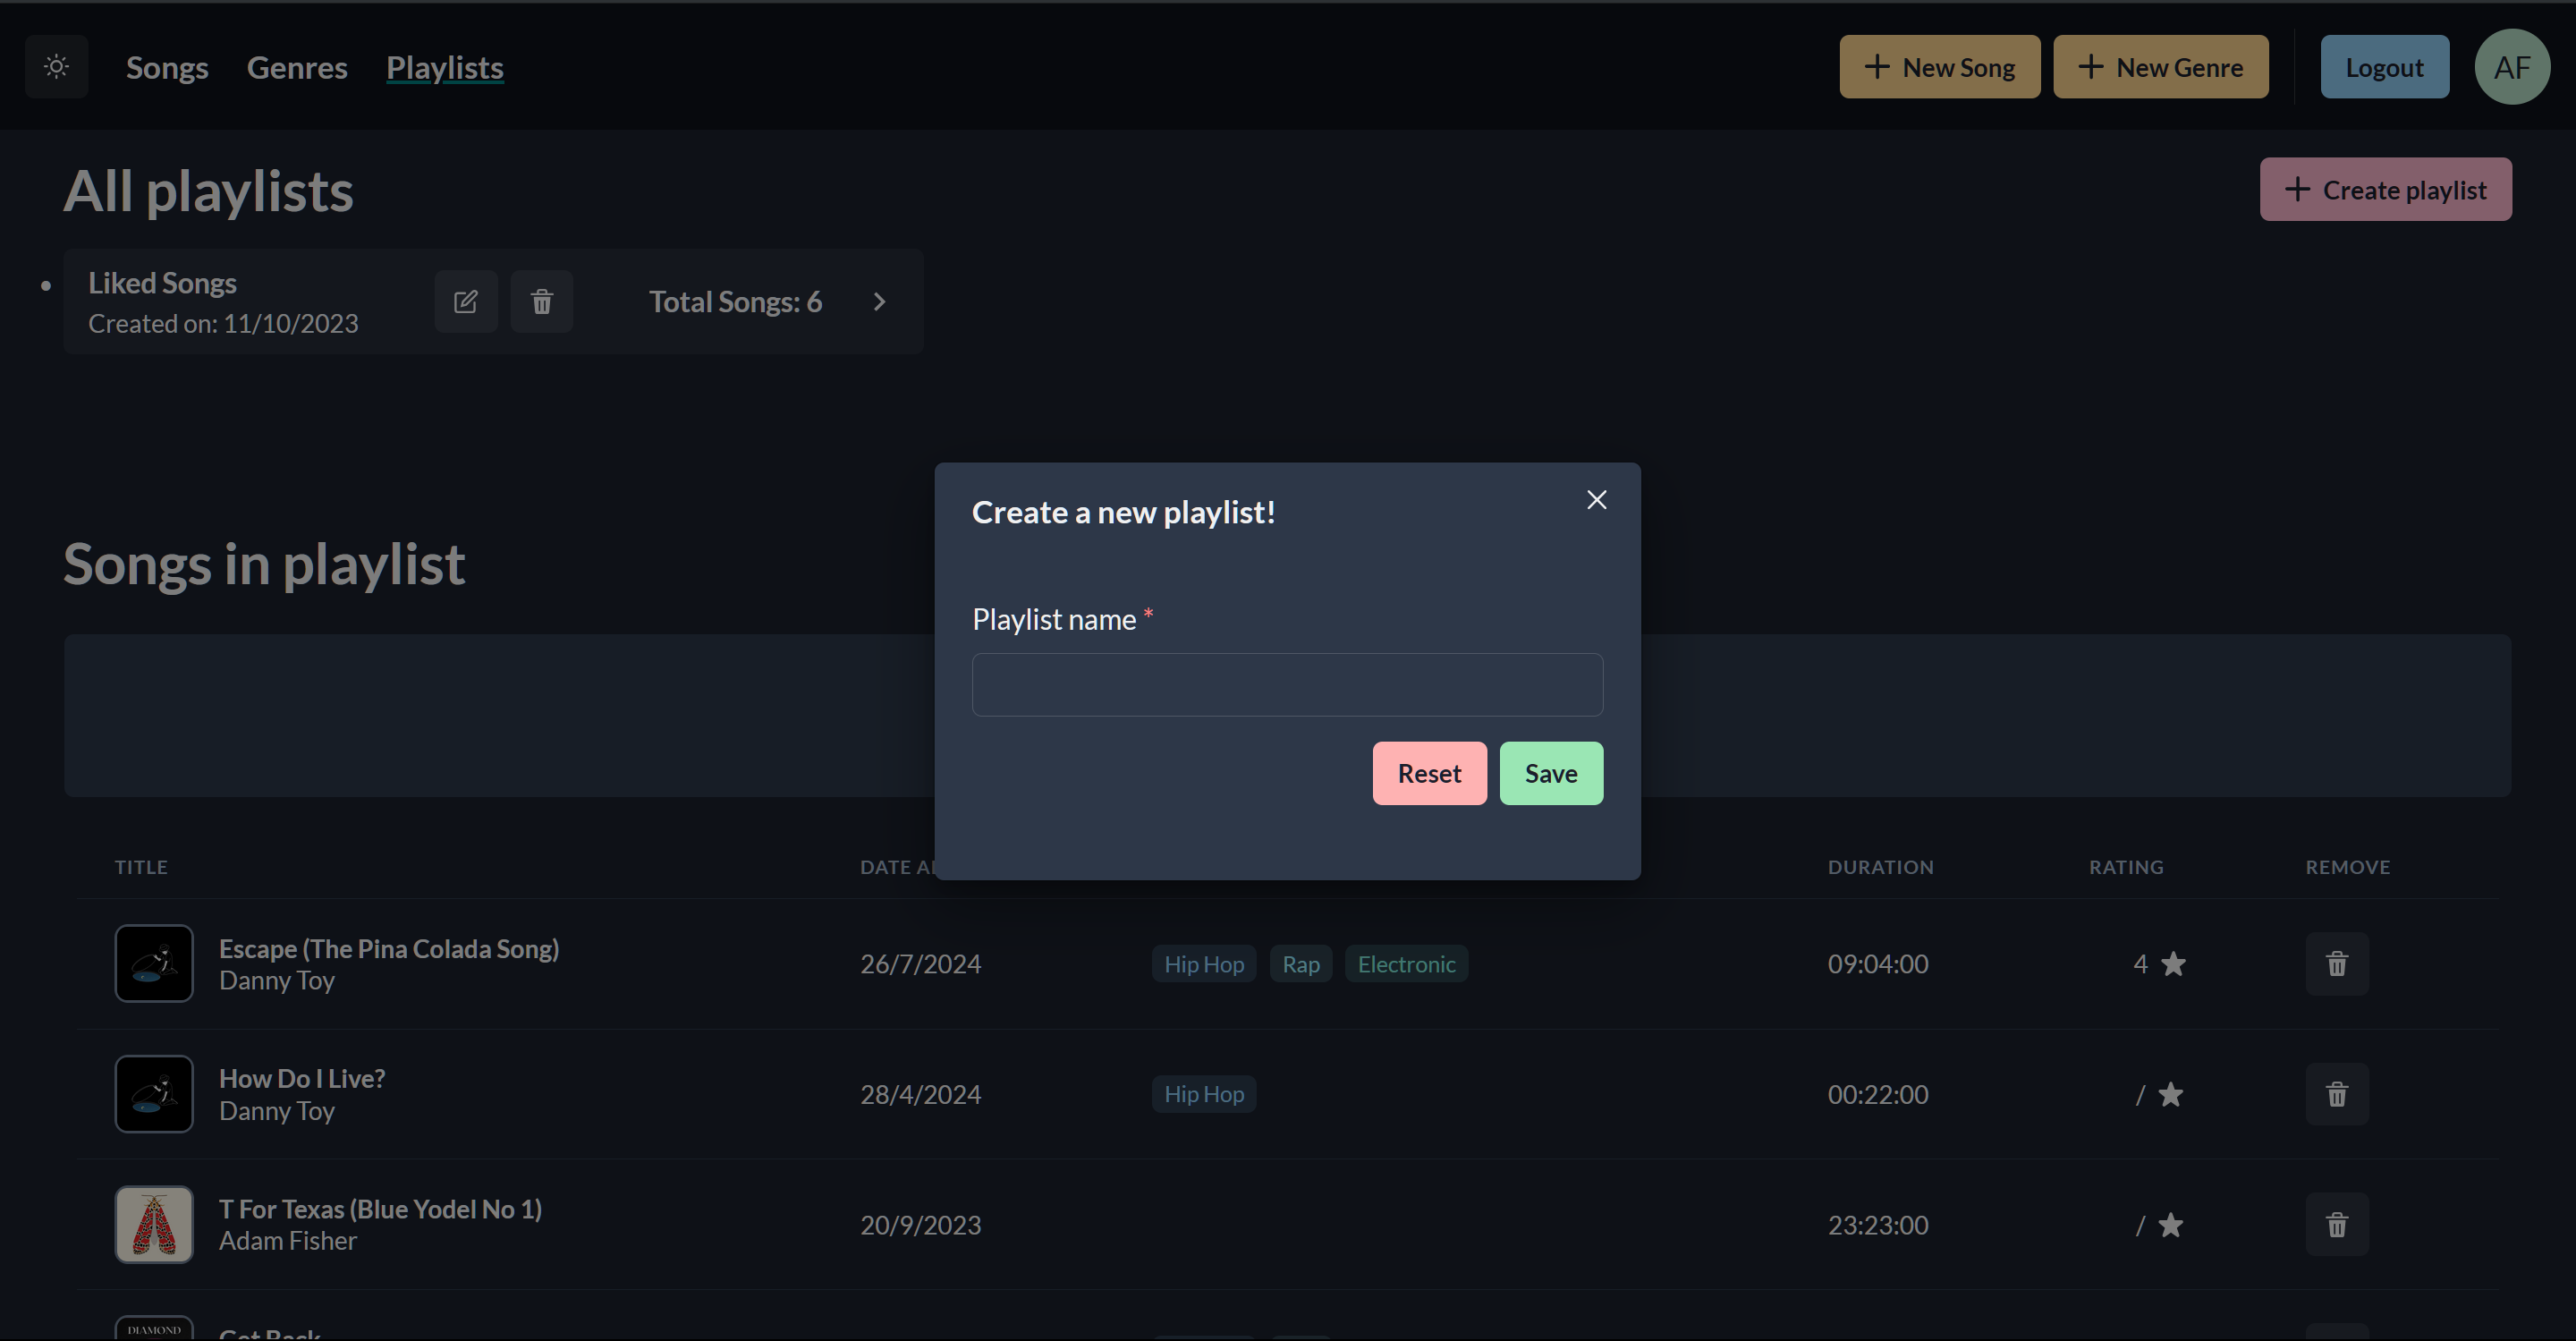 Songs Genres Playlists
New Song New Genre Logout AF
All playlists
Create playlist
Liked Songs
Created on: 11/10/2023
Total Songs: 6
Create a new playlist!
Playlist name *
Reset Save
Songs in playlist
TITLE DATE DURATION RATING REMOVE
Escape (The Pina Colada Song)
Danny Toy
26/7/2024 Hip Hop Rap Electronic 09:04:00 4
How Do I Live?
Danny Toy
28/4/2024 Hip Hop 00:22:00 /
T For Texas (Blue Yodel No 1)
Adam Fisher
20/9/2023 23:23:00 /
DIAMOND
Get Back